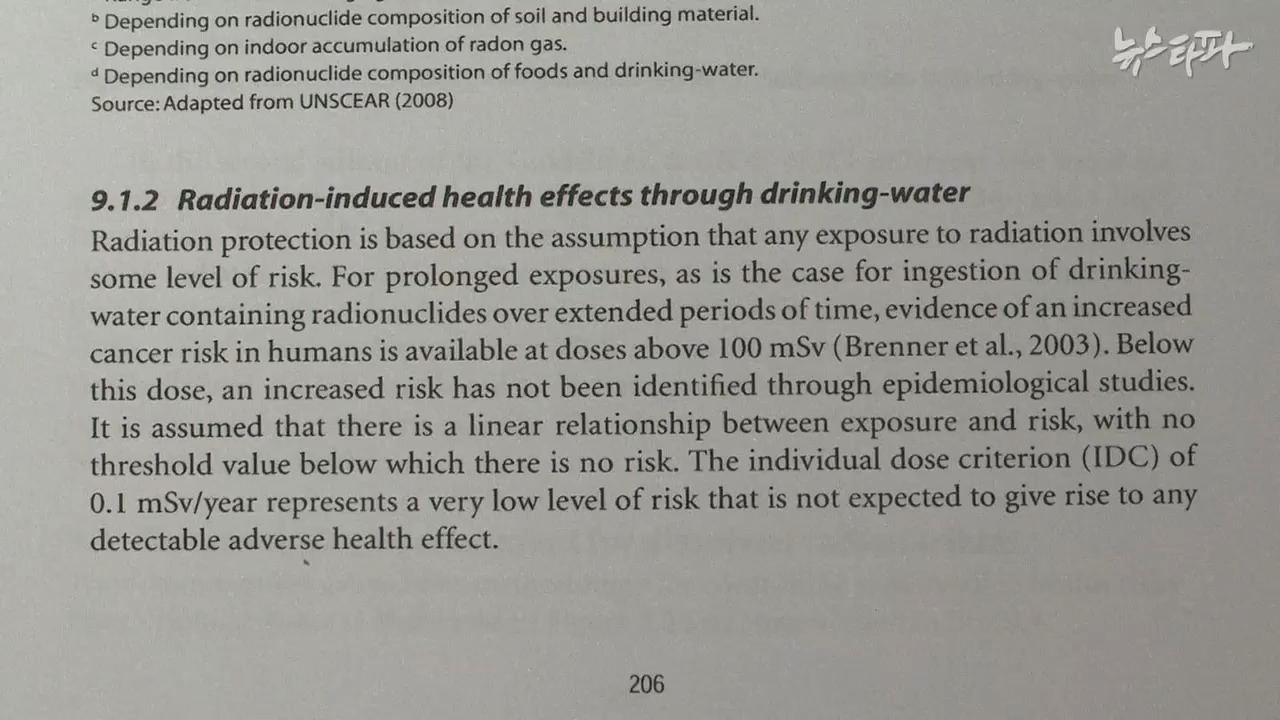 ᵇ Depending on radionuclide composition of soil and building material.
뉴스타파
ᶜ Depending on indoor accumulation of radon gas.
ᵈ Depending on radionuclide composition of foods and drinking-water.
Source: Adapted from UNSCEAR (2008)
9.1.2 Radiation-induced health effects through drinking-water
Radiation protection is based on the assumption that any exposure to radiation involves
some level of risk. For prolonged exposures, as is the case for ingestion of drinking-
water containing radionuclides over extended periods of time, evidence of an increased
cancer risk in humans is available at doses above 100 mSv (Brenner et al., 2003). Below
this dose, an increased risk has not been identified through epidemiological studies.
It is assumed that there is a linear relationship between exposure and risk, with no
threshold value below which there is no risk. The individual dose criterion (IDC) of
0.1 mSv/year represents a very low level of risk that is not expected to give rise to any
detectable adverse health effect.
206